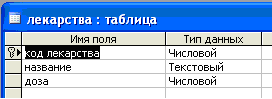 лекарства : таблица
Имя поля Тип данных
код лекарства Числовой
название Текстовый
доза Числовой